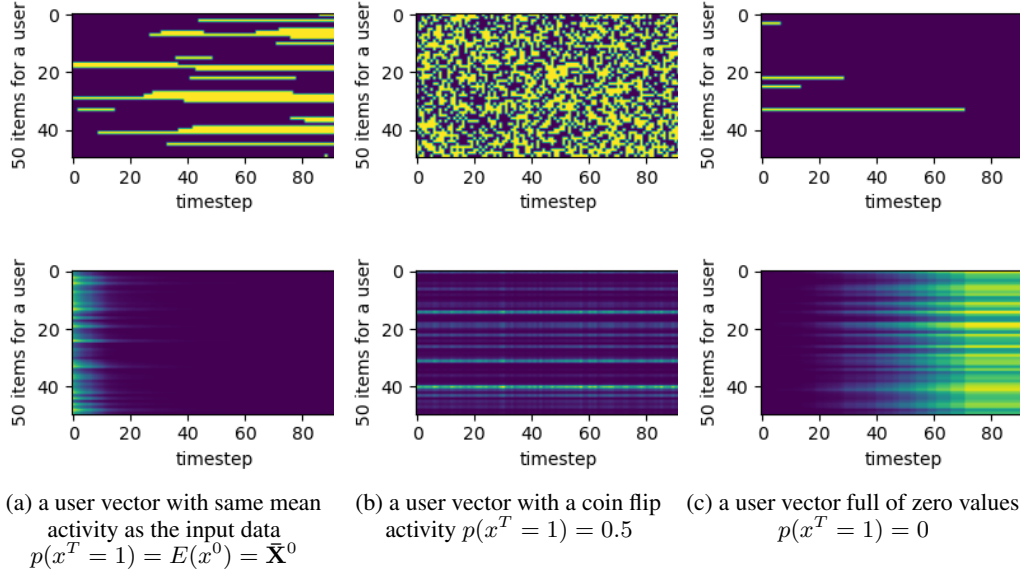 0
20
40
50 items for a user
0 20 40 60 80
timestep
0
20
40
50 items for a user
0 20 40 60 80
timestep
0
20
40
50 items for a user
0 20 40 60 80
timestep
0
20
40
50 items for a user
0 20 40 60 80
timestep
0
20
40
50 items for a user
0 20 40 60 80
timestep
0
20
40
50 items for a user
0 20 40 60 80
timestep
(a) a user vector with same mean
activity as the input data
p(x^T = 1) = E(x^0) = X̄^0
(b) a user vector with a coin flip
activity p(x^T = 1) = 0.5
(c) a user vector full of zero values
p(x^T = 1) = 0